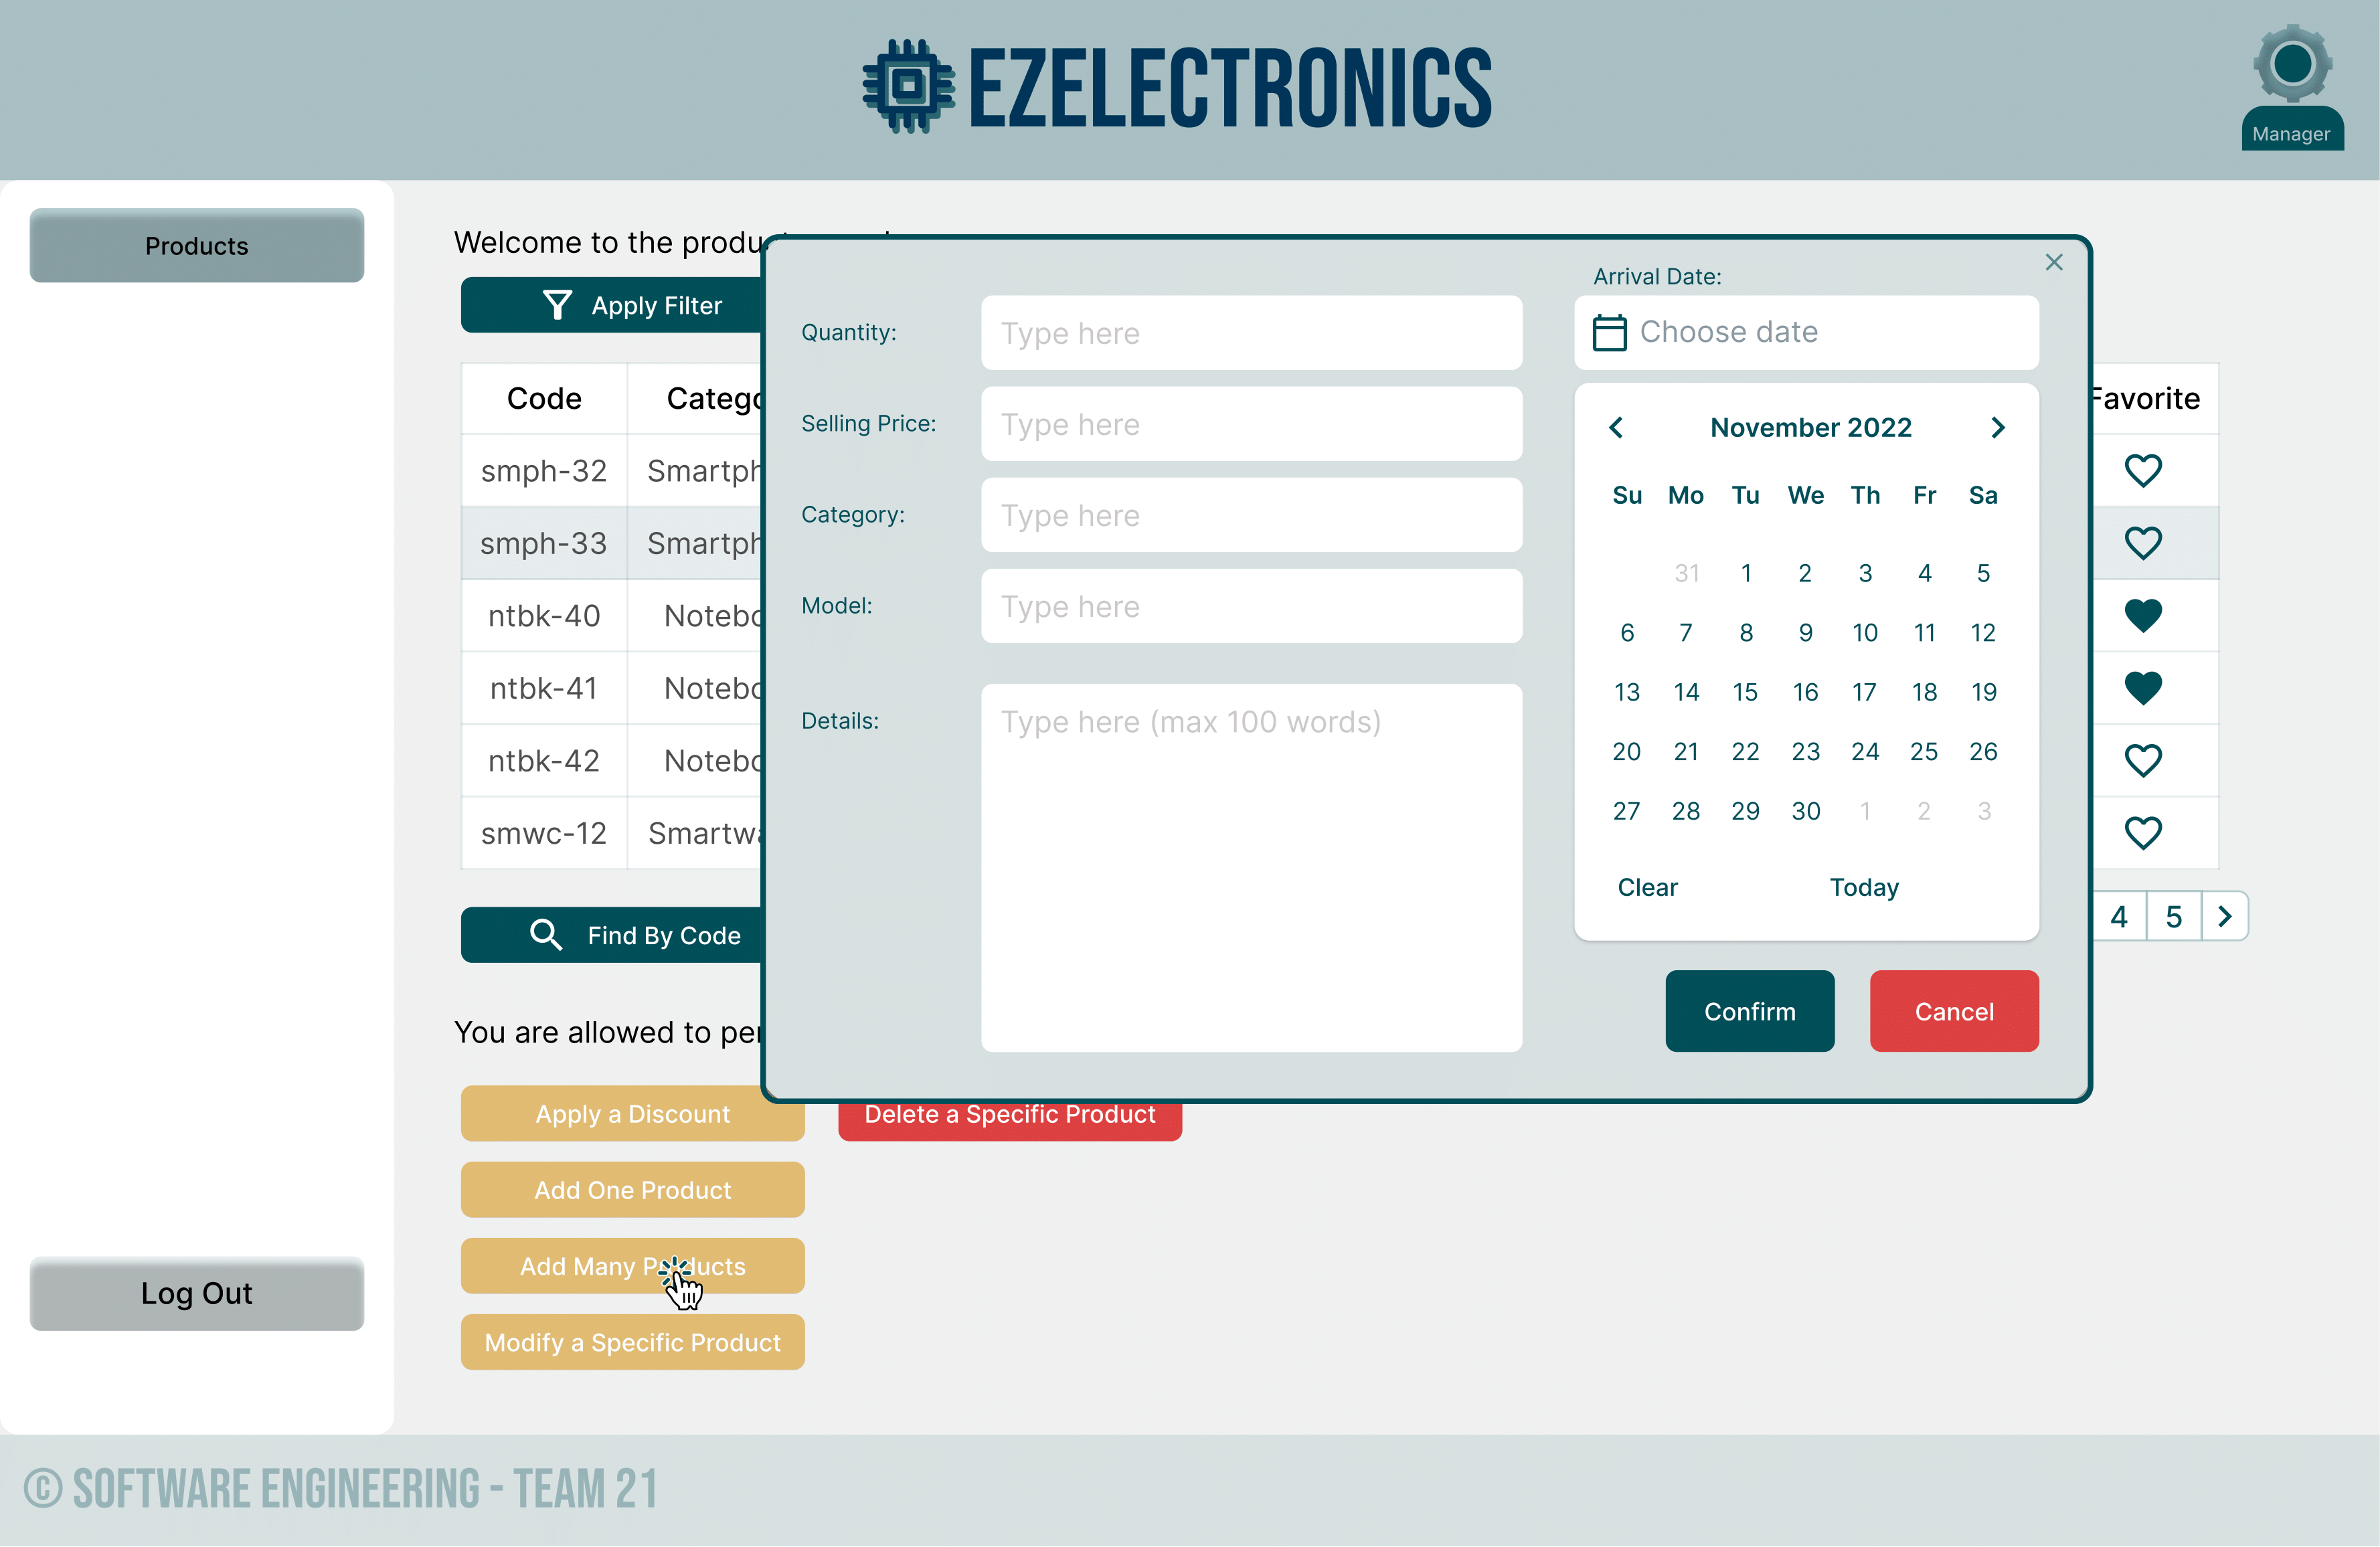 EZELECTRONICS
Manager
Products
Log Out
Welcome to the produ
Apply Filter
Code Catego Favorite
smph-32 Smartph
smph-33 Smartph
ntbk-40 Notebo
ntbk-41 Notebo
ntbk-42 Notebo
smwc-12 Smartwa
Find By Code
4 5
You are allowed to per
Apply a Discount
Delete a Specific Product
Add One Product
Add Many Products
Modify a Specific Product
Quantity: Type here
Selling Price: Type here
Category: Type here
Model: Type here
Details: Type here (max 100 words)
Arrival Date:
Choose date
November 2022
Su Mo Tu We Th Fr Sa
31 1 2 3 4 5
6 7 8 9 10 11 12
13 14 15 16 17 18 19
20 21 22 23 24 25 26
27 28 29 30 1 2 3
Clear Today
Confirm Cancel
© SOFTWARE ENGINEERING - TEAM 21